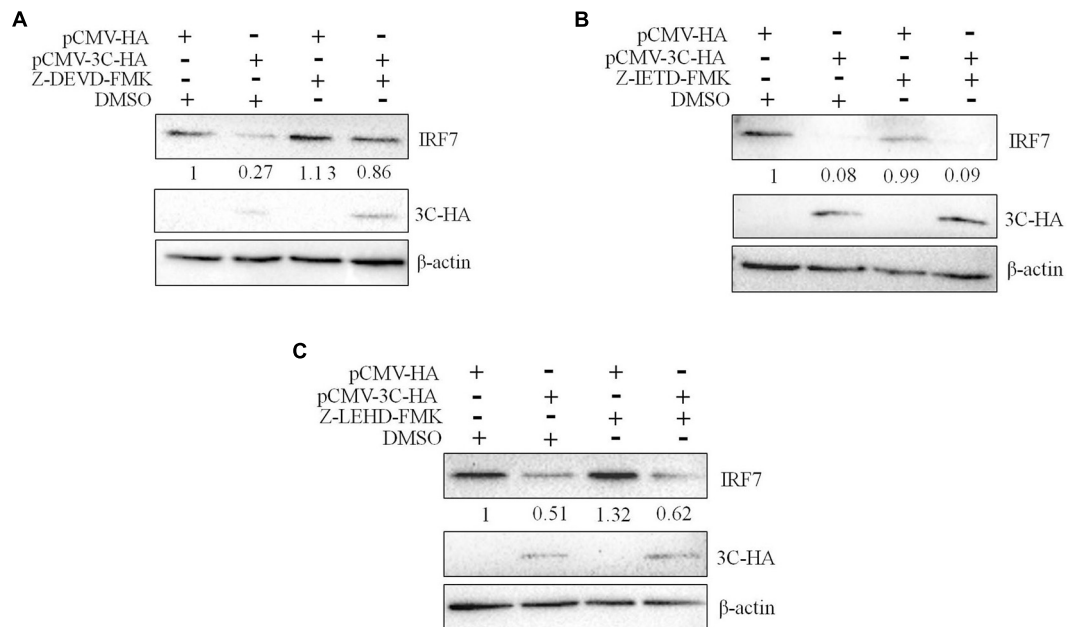 A
pCMV-HA + - + -
pCMV-3C-HA - + - +
Z-DEVD-FMK - - + +
DMSO + + - -
IRF7
1 0.27 1.13 0.86
3C-HA
β-actin
B
pCMV-HA + - + -
pCMV-3C-HA - + - +
Z-IETD-FMK - - + +
DMSO + + - -
IRF7
1 0.08 0.99 0.09
3C-HA
β-actin
C
pCMV-HA + - + -
pCMV-3C-HA - + - +
Z-LEHD-FMK - - + +
DMSO + + - -
IRF7
1 0.51 1.32 0.62
3C-HA
β-actin